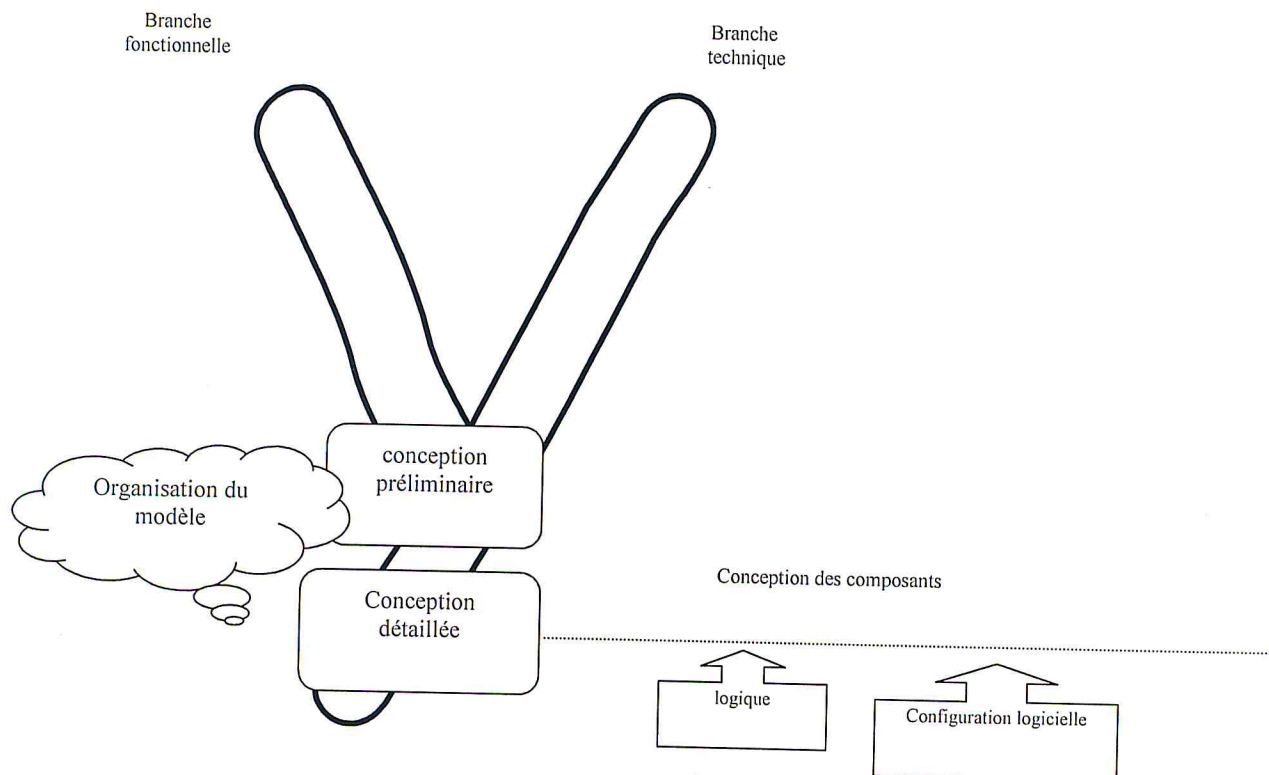 Branche
fonctionnelle
Branche
technique
conception
préliminaire
Organisation du
modèle
Conception des composants
Conception
détaillée
logique
Configuration logicielle